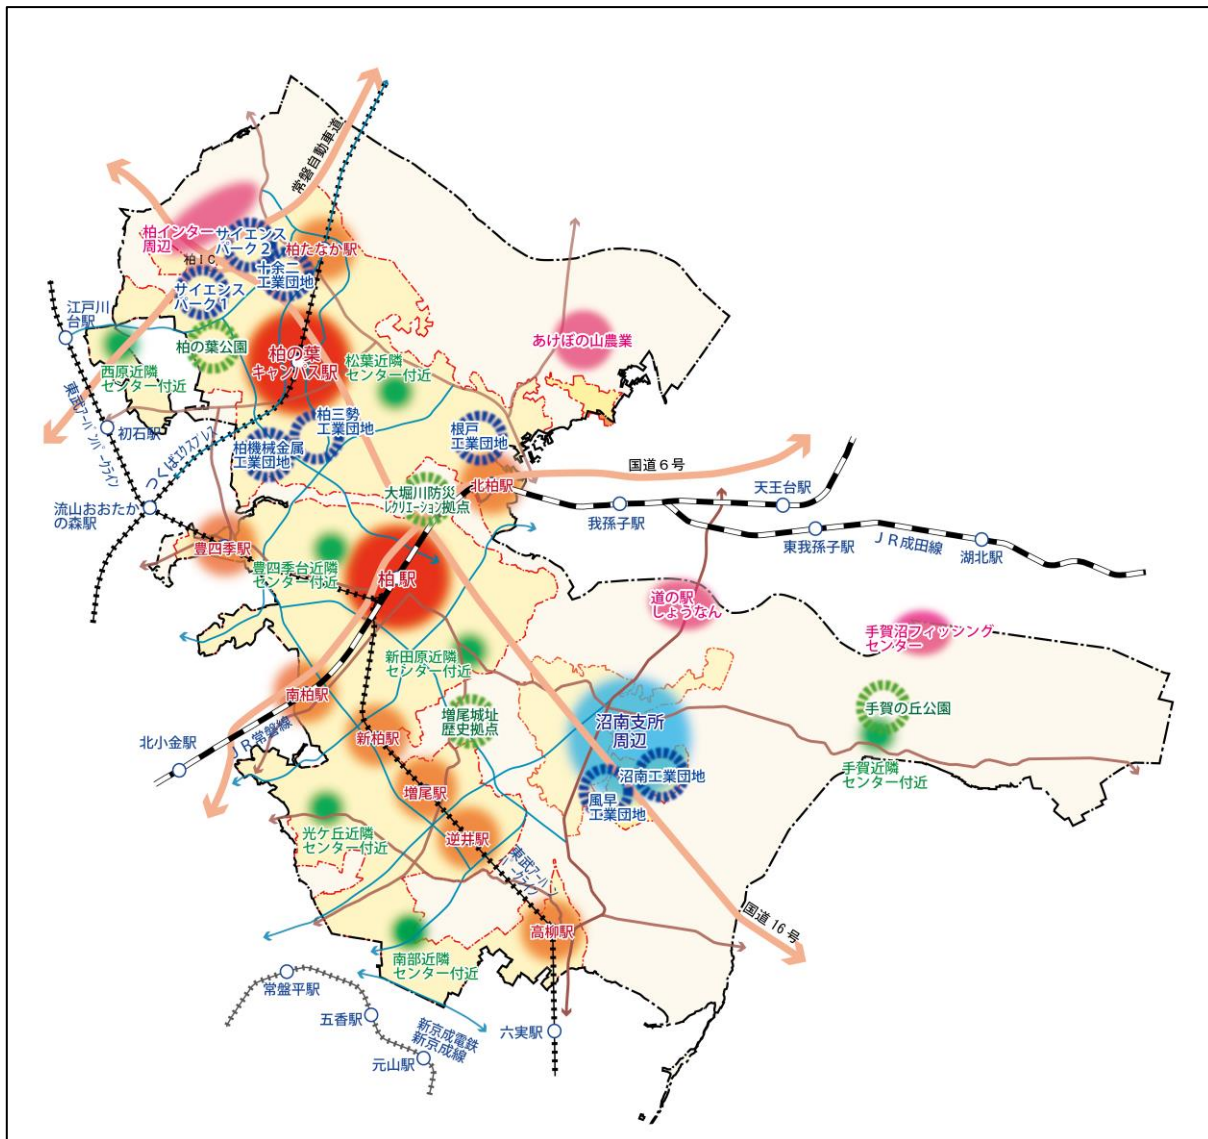 常磐自動車道
柏インター
周辺
サイエンス
パーク２
柏たなか駅
柏ＩＣ
十余二
工業団地
サイエンス
パーク１
江戸川
台駅
柏の葉公園
柏の葉
キャンパス駅
松葉近隣
センター付近
あけぼの山農業
西原近隣
センター付近
東武アーバンパークライン
初石駅
つくばエクスプレス
柏三勢
工業団地
柏機械金属
工業団地
根戸
工業団地
国道６号
北柏駅
大堀川防災
レクリエーション拠点
天王台駅
流山おおたか
の森駅
我孫子駅
東我孫子駅
ＪＲ成田線
湖北駅
豊四季駅
豊四季台近隣
センター付近
柏駅
道の駅
しょうなん
手賀沼フィッシング
センター
新田原近隣
センター付近
南柏駅
手賀の丘公園
増尾城址
歴史拠点
沼南支所
周辺
北小金駅
ＪＲ常磐線
新柏駅
手賀近隣
センター付近
沼南工業団地
増尾駅
風早
工業団地
光ケ丘近隣
センター付近
逆井駅
東武アーバン
パークライン
国道16号
高柳駅
南部近隣
センター付近
常盤平駅
五香駅
新京成電鉄
新京成線
六実駅
元山駅